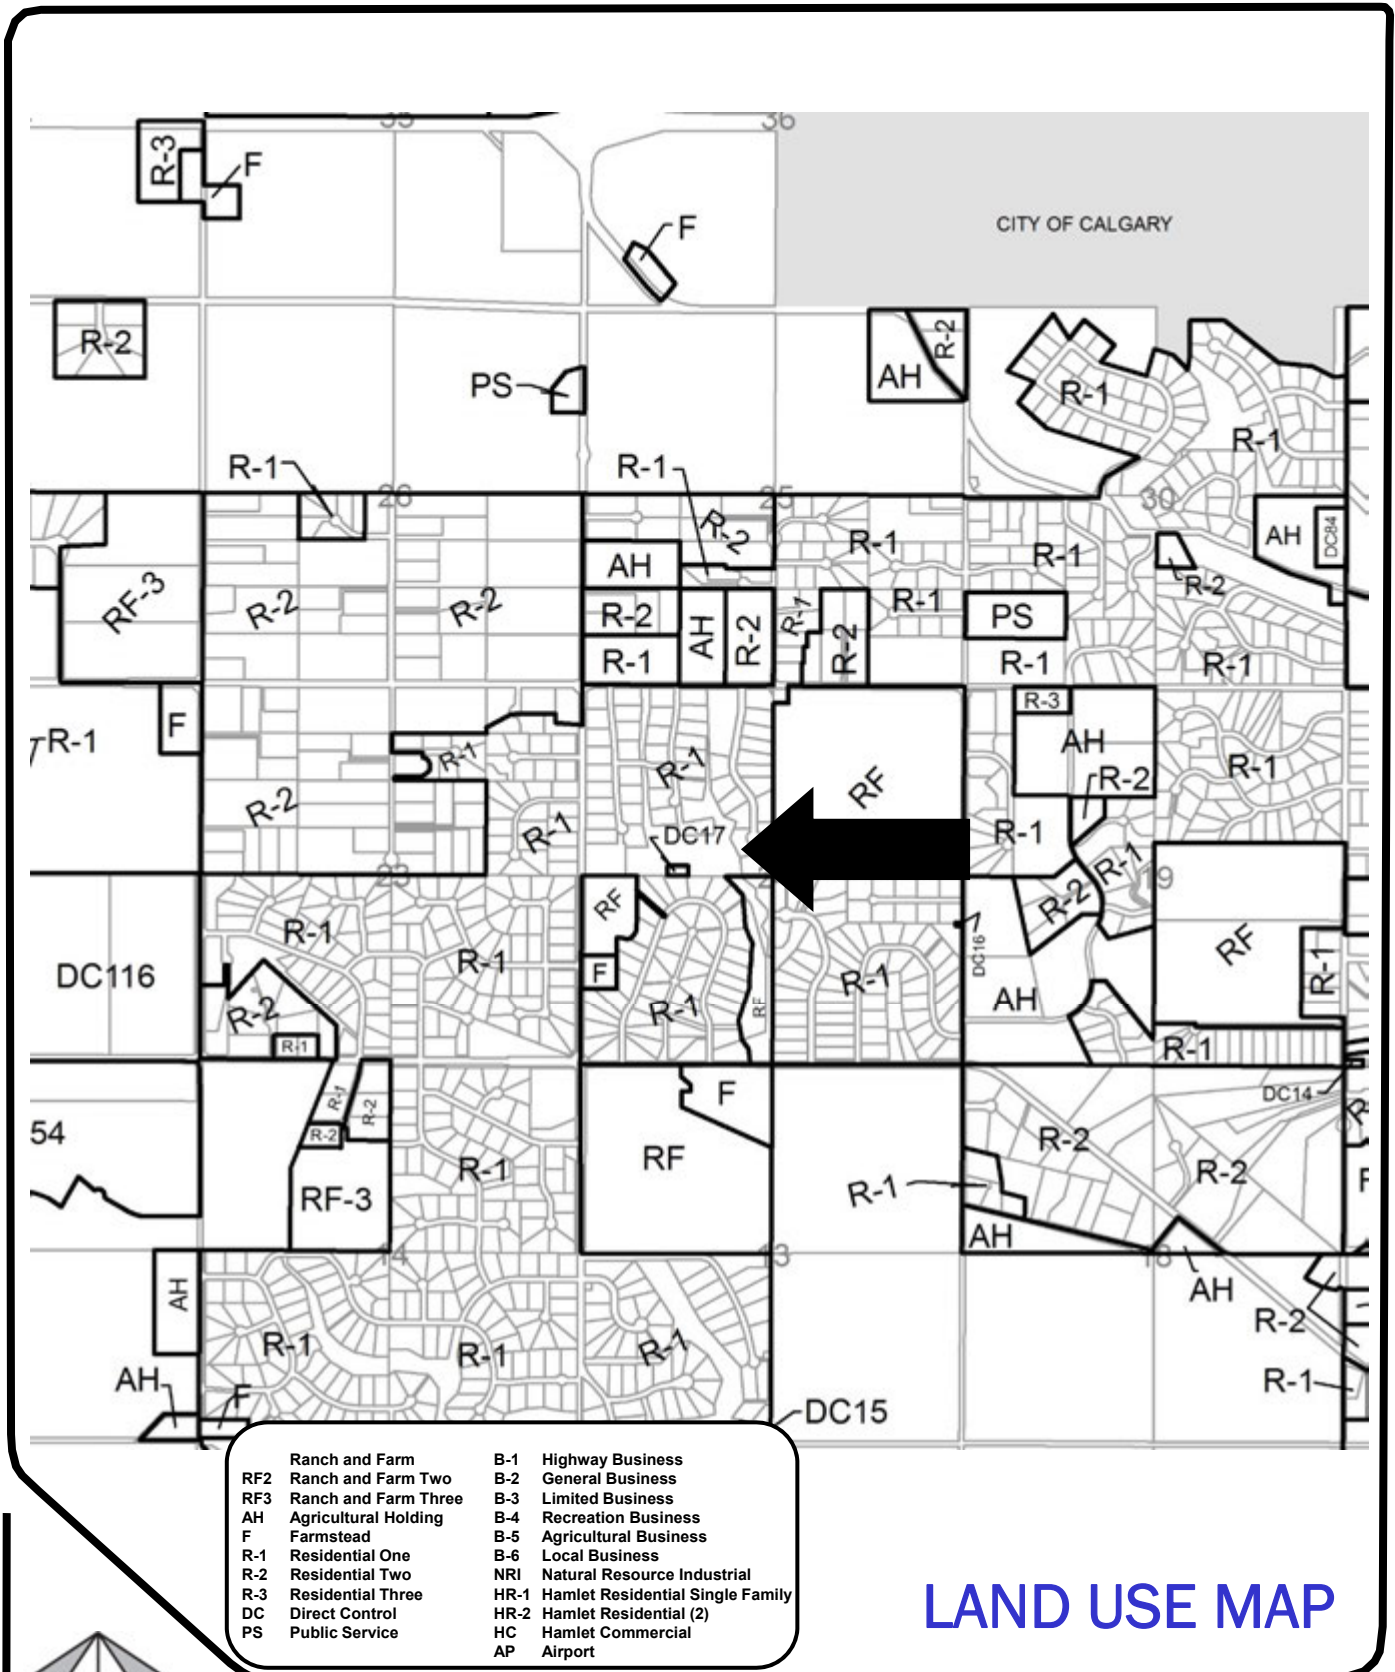 35
36
R-3
F
F
CITY OF CALGARY
R-2
R-2
AH
PS
R-1
R-1
R-1
R-1
26
25
30
R-2
R-1
R-1
AH
DC84
AH
R-2
RF-3
R-2
R-2
R-2
AH
R-2
R-1
R-2
R-1
PS
R-1
R-1
R-1
R-3
F
R-1
R-1
R-1
RF
AH
R-1
R-2
R-2
R-1
DC17
R-1
R-1
23
2
R-2
19
RF
R-1
R-1
DC116
F
R-1
R-1
RF
DC16
AH
RF
R-1
R-2
R-1
R-1
R-1
R-2
F
DC14
54
R-2
RF
R-2
R-2
RF-3
R-1
R-1
AH
14
13
18
AH
AH
R-2
R-1
R-1
R-1
AH
F
R-1
DC15
Ranch and Farm
RF2 Ranch and Farm Two
RF3 Ranch and Farm Three
AH Agricultural Holding
F Farmstead
R-1 Residential One
R-2 Residential Two
R-3 Residential Three
DC Direct Control
PS Public Service
B-1 Highway Business
B-2 General Business
B-3 Limited Business
B-4 Recreation Business
B-5 Agricultural Business
B-6 Local Business
NRI Natural Resource Industrial
HR-1 Hamlet Residential Single Family
HR-2 Hamlet Residential (2)
HC Hamlet Commercial
AP Airport
LAND USE MAP